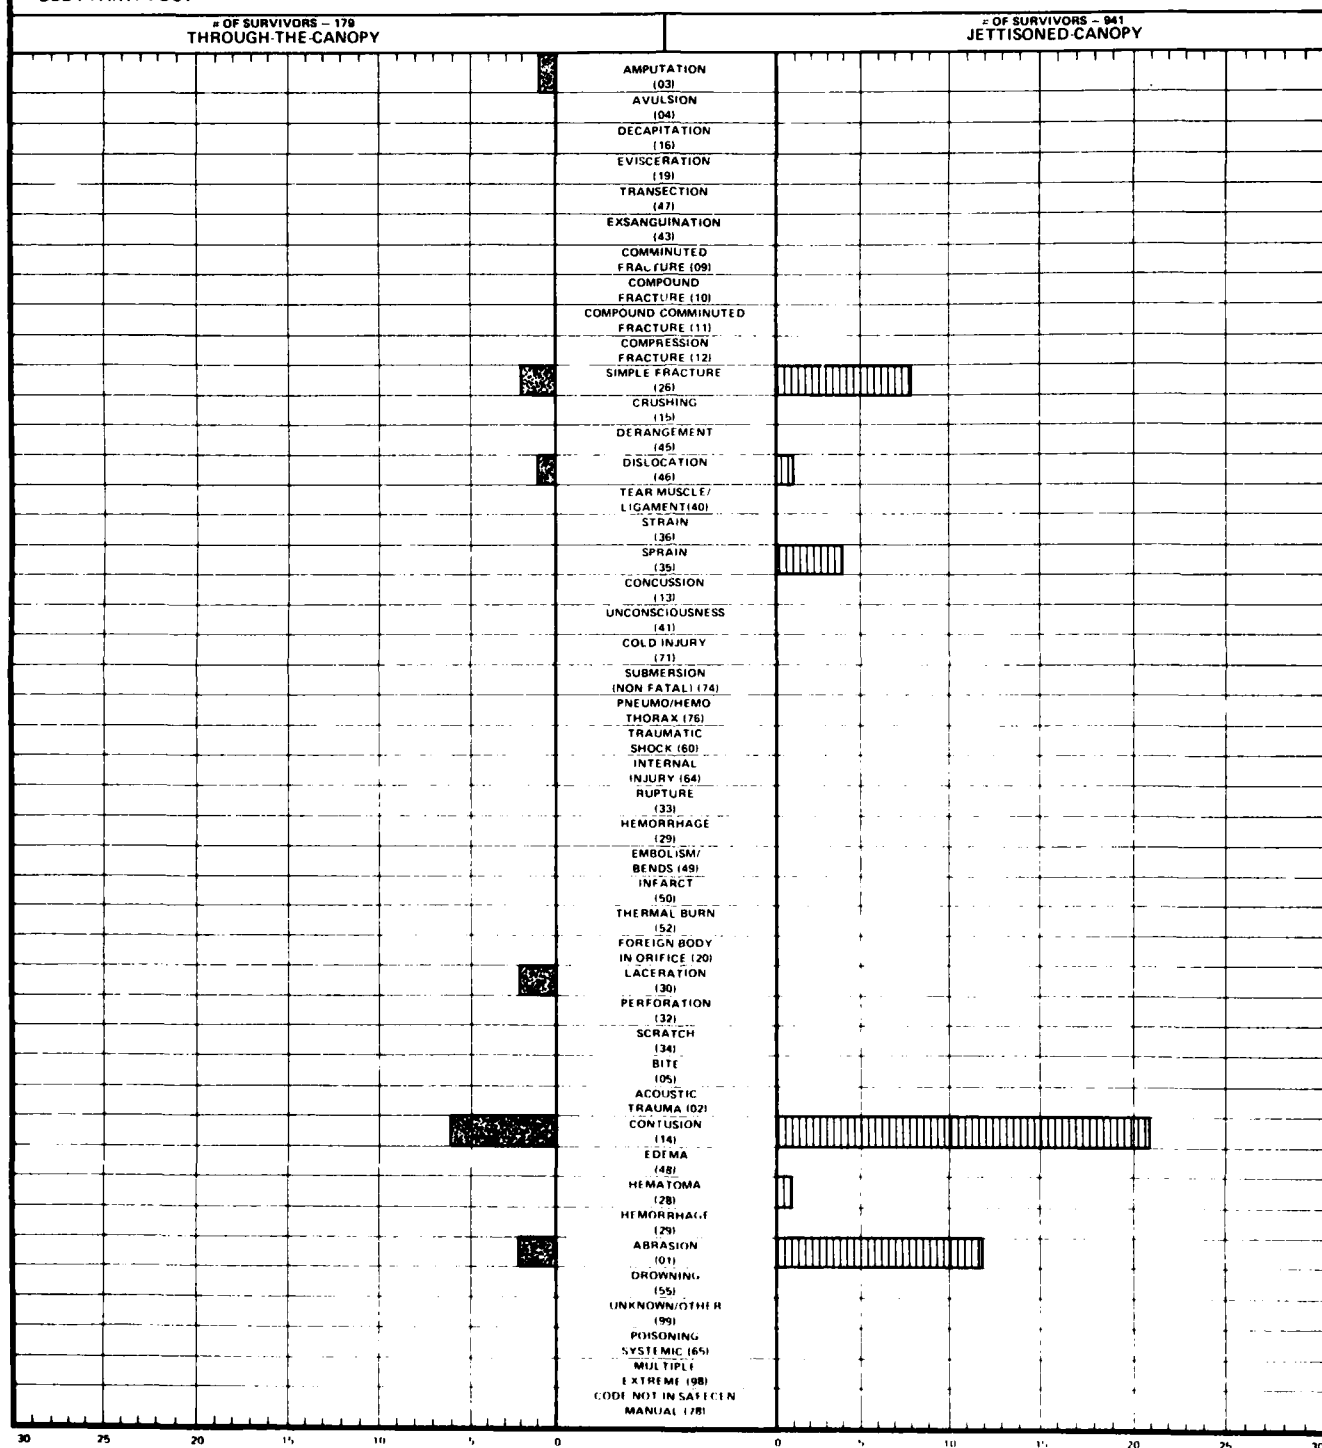 # OF SURVIVORS – 179
THROUGH-THE-CANOPY
# OF SURVIVORS – 941
JETTISONED-CANOPY
AMPUTATION
(03)
AVULSION
(04)
DECAPITATION
(16)
EVISCERATION
(19)
TRANSECTION
(47)
EXSANGUINATION
(43)
COMMINUTED
FRACTURE (09)
COMPOUND
FRACTURE (10)
COMPOUND COMMINUTED
FRACTURE (11)
COMPRESSION
FRACTURE (12)
SIMPLE FRACTURE
(26)
CRUSHING
(15)
DERANGEMENT
(45)
DISLOCATION
(46)
TEAR MUSCLE/
LIGAMENT(40)
STRAIN
(36)
SPRAIN
(35)
CONCUSSION
(13)
UNCONSCIOUSNESS
(41)
COLD INJURY
(71)
SUBMERSION
(NON FATAL) (74)
PNEUMO/HEMO
THORAX (76)
TRAUMATIC
SHOCK (60)
INTERNAL
INJURY (64)
RUPTURE
(33)
HEMORRHAGE
(29)
EMBOLISM/
BENDS (49)
INFARCT
(50)
THERMAL BURN
(52)
FOREIGN BODY
IN ORIFICE (20)
LACERATION
(30)
PERFORATION
(32)
SCRATCH
(34)
BITE
(05)
ACOUSTIC
TRAUMA (02)
CONTUSION
(14)
EDEMA
(48)
HEMATOMA
(28)
HEMORRHAGE
(29)
ABRASION
(01)
DROWNING
(55)
UNKNOWN/OTHER
(99)
POISONING
SYSTEMIC (65)
MULTIPLE
EXTREME (98)
CODE NOT IN SAFECEN
MANUAL (78)
30 25 20 15 10 5 0 0 5 10 15 20 25 30